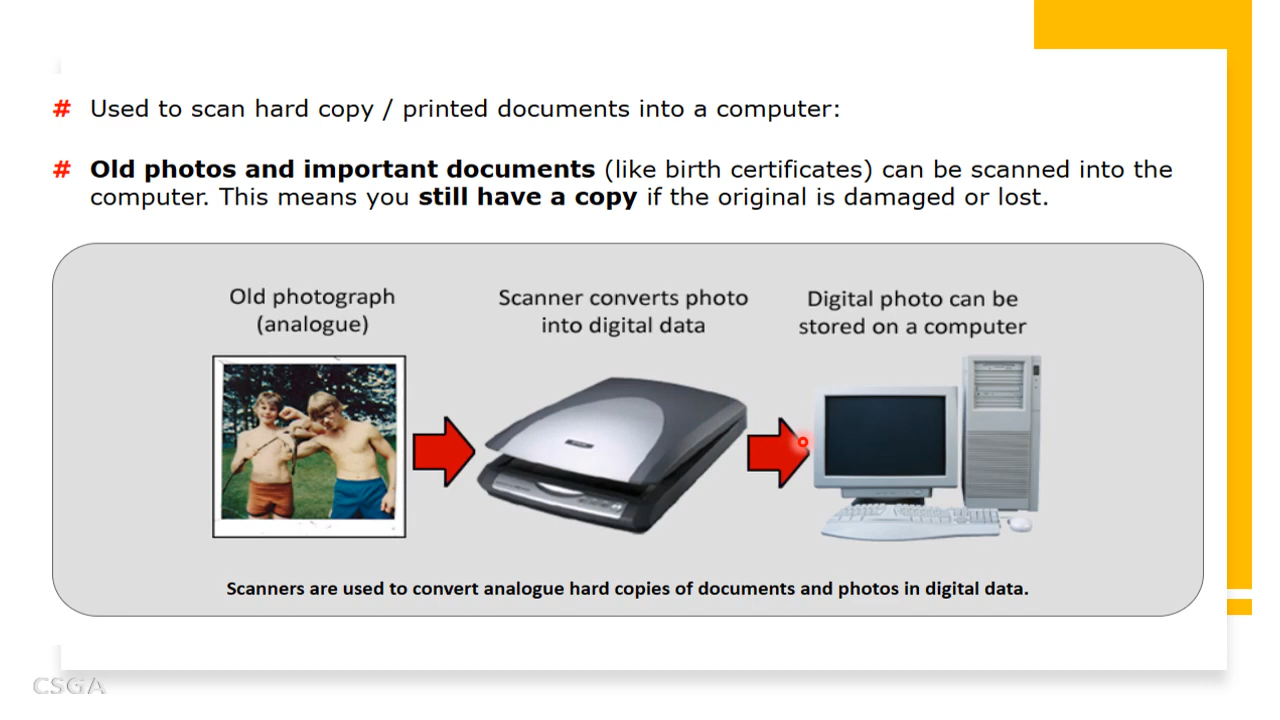 # Used to scan hard copy / printed documents into a computer:
# Old photos and important documents (like birth certificates) can be scanned into the
computer. This means you still have a copy if the original is damaged or lost.
Old photograph
(analogue)
Scanner converts photo
into digital data
Digital photo can be
stored on a computer
Scanners are used to convert analogue hard copies of documents and photos in digital data.
CSGA